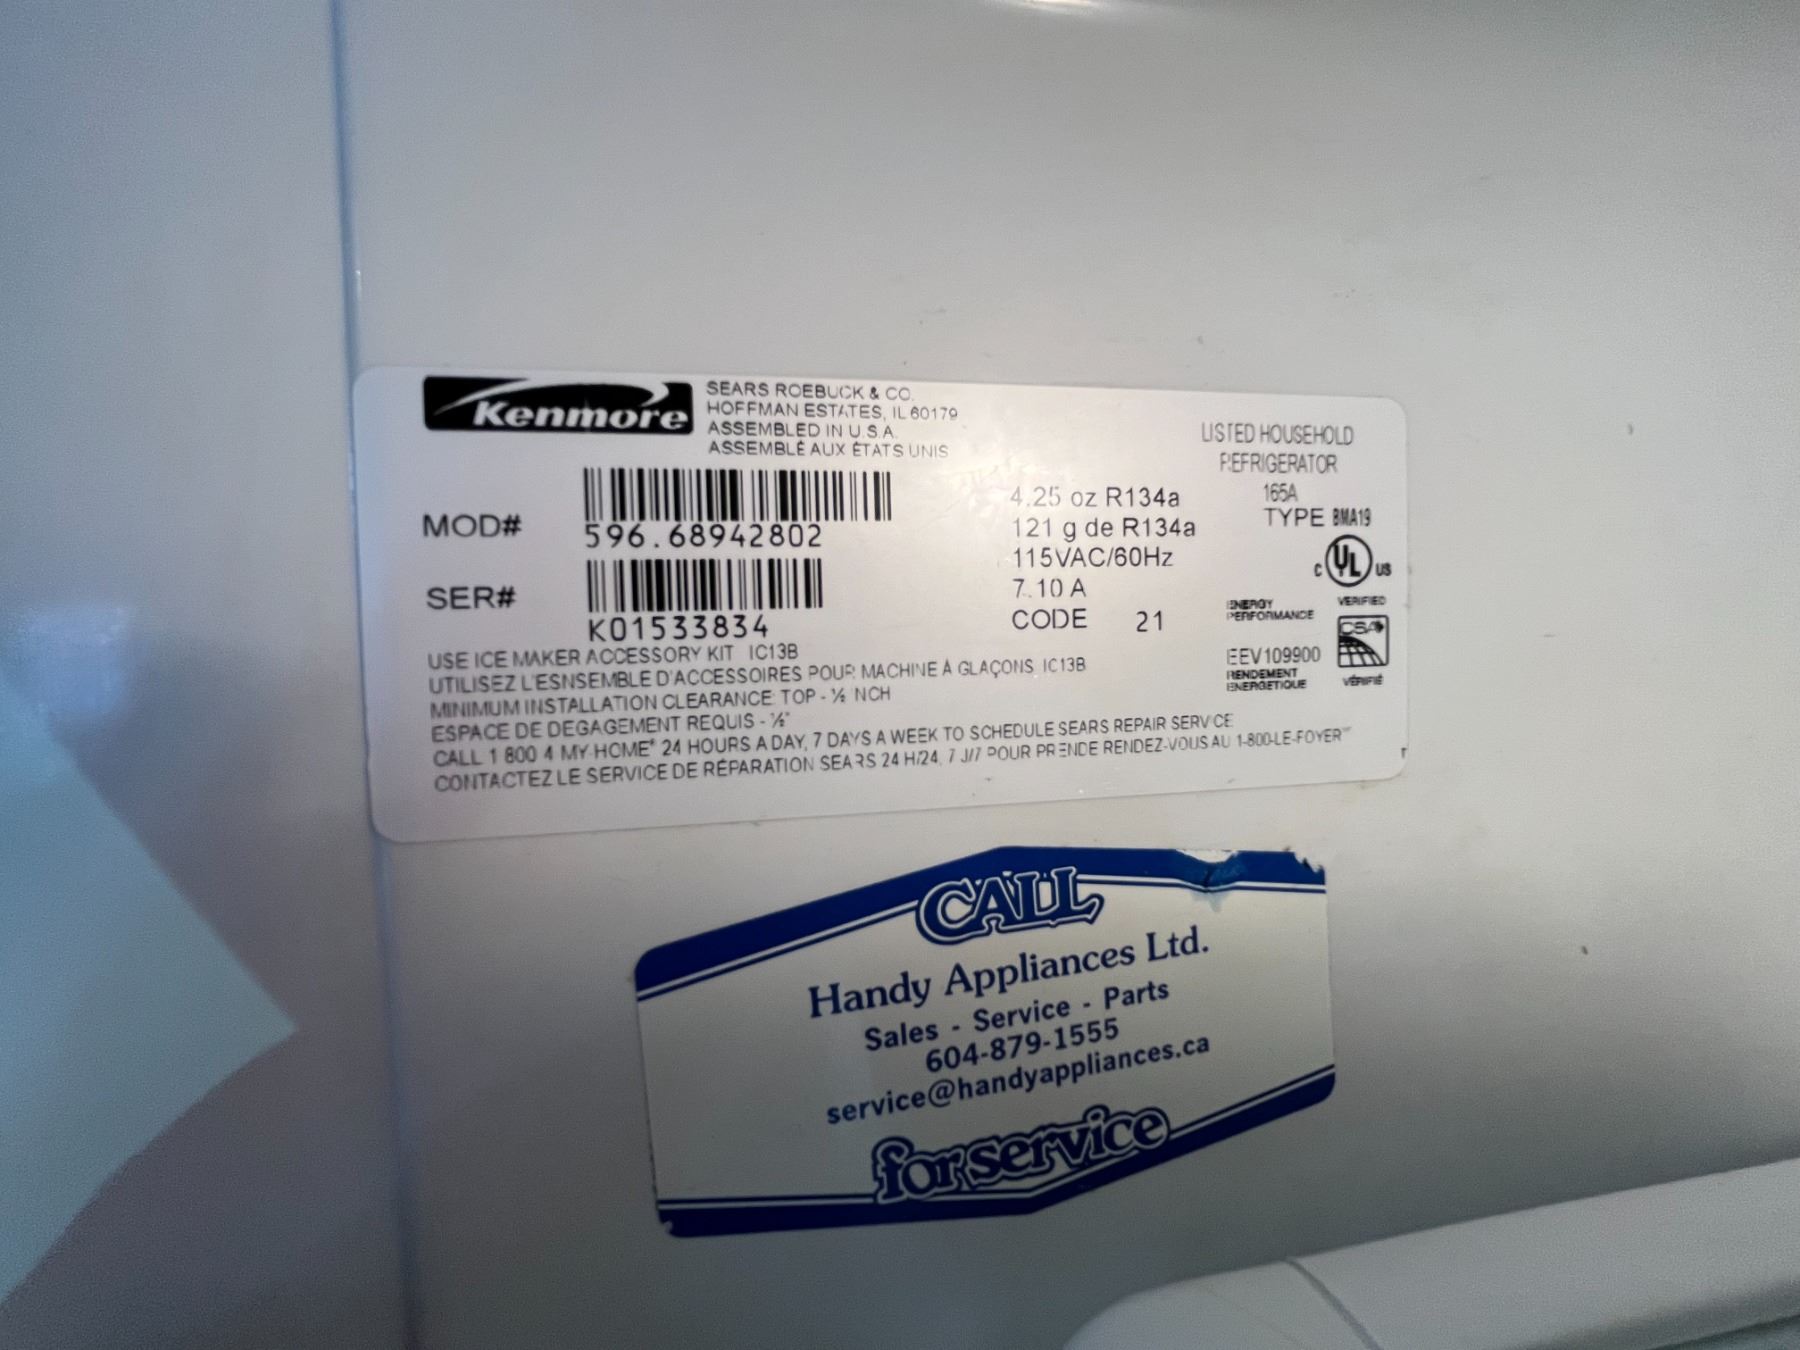 Kenmore
SEARS ROEBUCK & CO.
HOFFMAN ESTATES, IL 60179
ASSEMBLED IN U.S.A.
ASSEMBLÉ AUX ÉTATS UNIS
MOD#
596.68942802
SER#
K01533834
4.25 oz R134a
121 g de R134a
115VAC/60Hz
7.10 A
CODE 21
LISTED HOUSEHOLD
REFRIGERATOR
165A
TYPE BMA19
C UL US
ENERGY
PERFORMANCE
VERIFIED
CSA
EEV109900
RENDEMENT
ENERGETIQUE
VÉRIFIÉ
USE ICE MAKER ACCESSORY KIT IC13B
UTILISEZ L'ESNSEMBLE D'ACCESSOIRES POUR MACHINE À GLAÇONS IC13B
MINIMUM INSTALLATION CLEARANCE: TOP - ½ NCH
ESPACE DE DEGAGEMENT REQUIS - ½"
CALL 1 800 4 MY-HOME® 24 HOURS A DAY, 7 DAYS A WEEK TO SCHEDULE SEARS REPAIR SERVICE
CONTACTEZ LE SERVICE DE RÉPARATION SEARS 24 H/24, 7 J/7 POUR PRENDE RENDEZ-VOUS AU 1-800-LE-FOYER™
CALL
Handy Appliances Ltd.
Sales - Service - Parts
604-879-1555
service@handyappliances.ca
for service